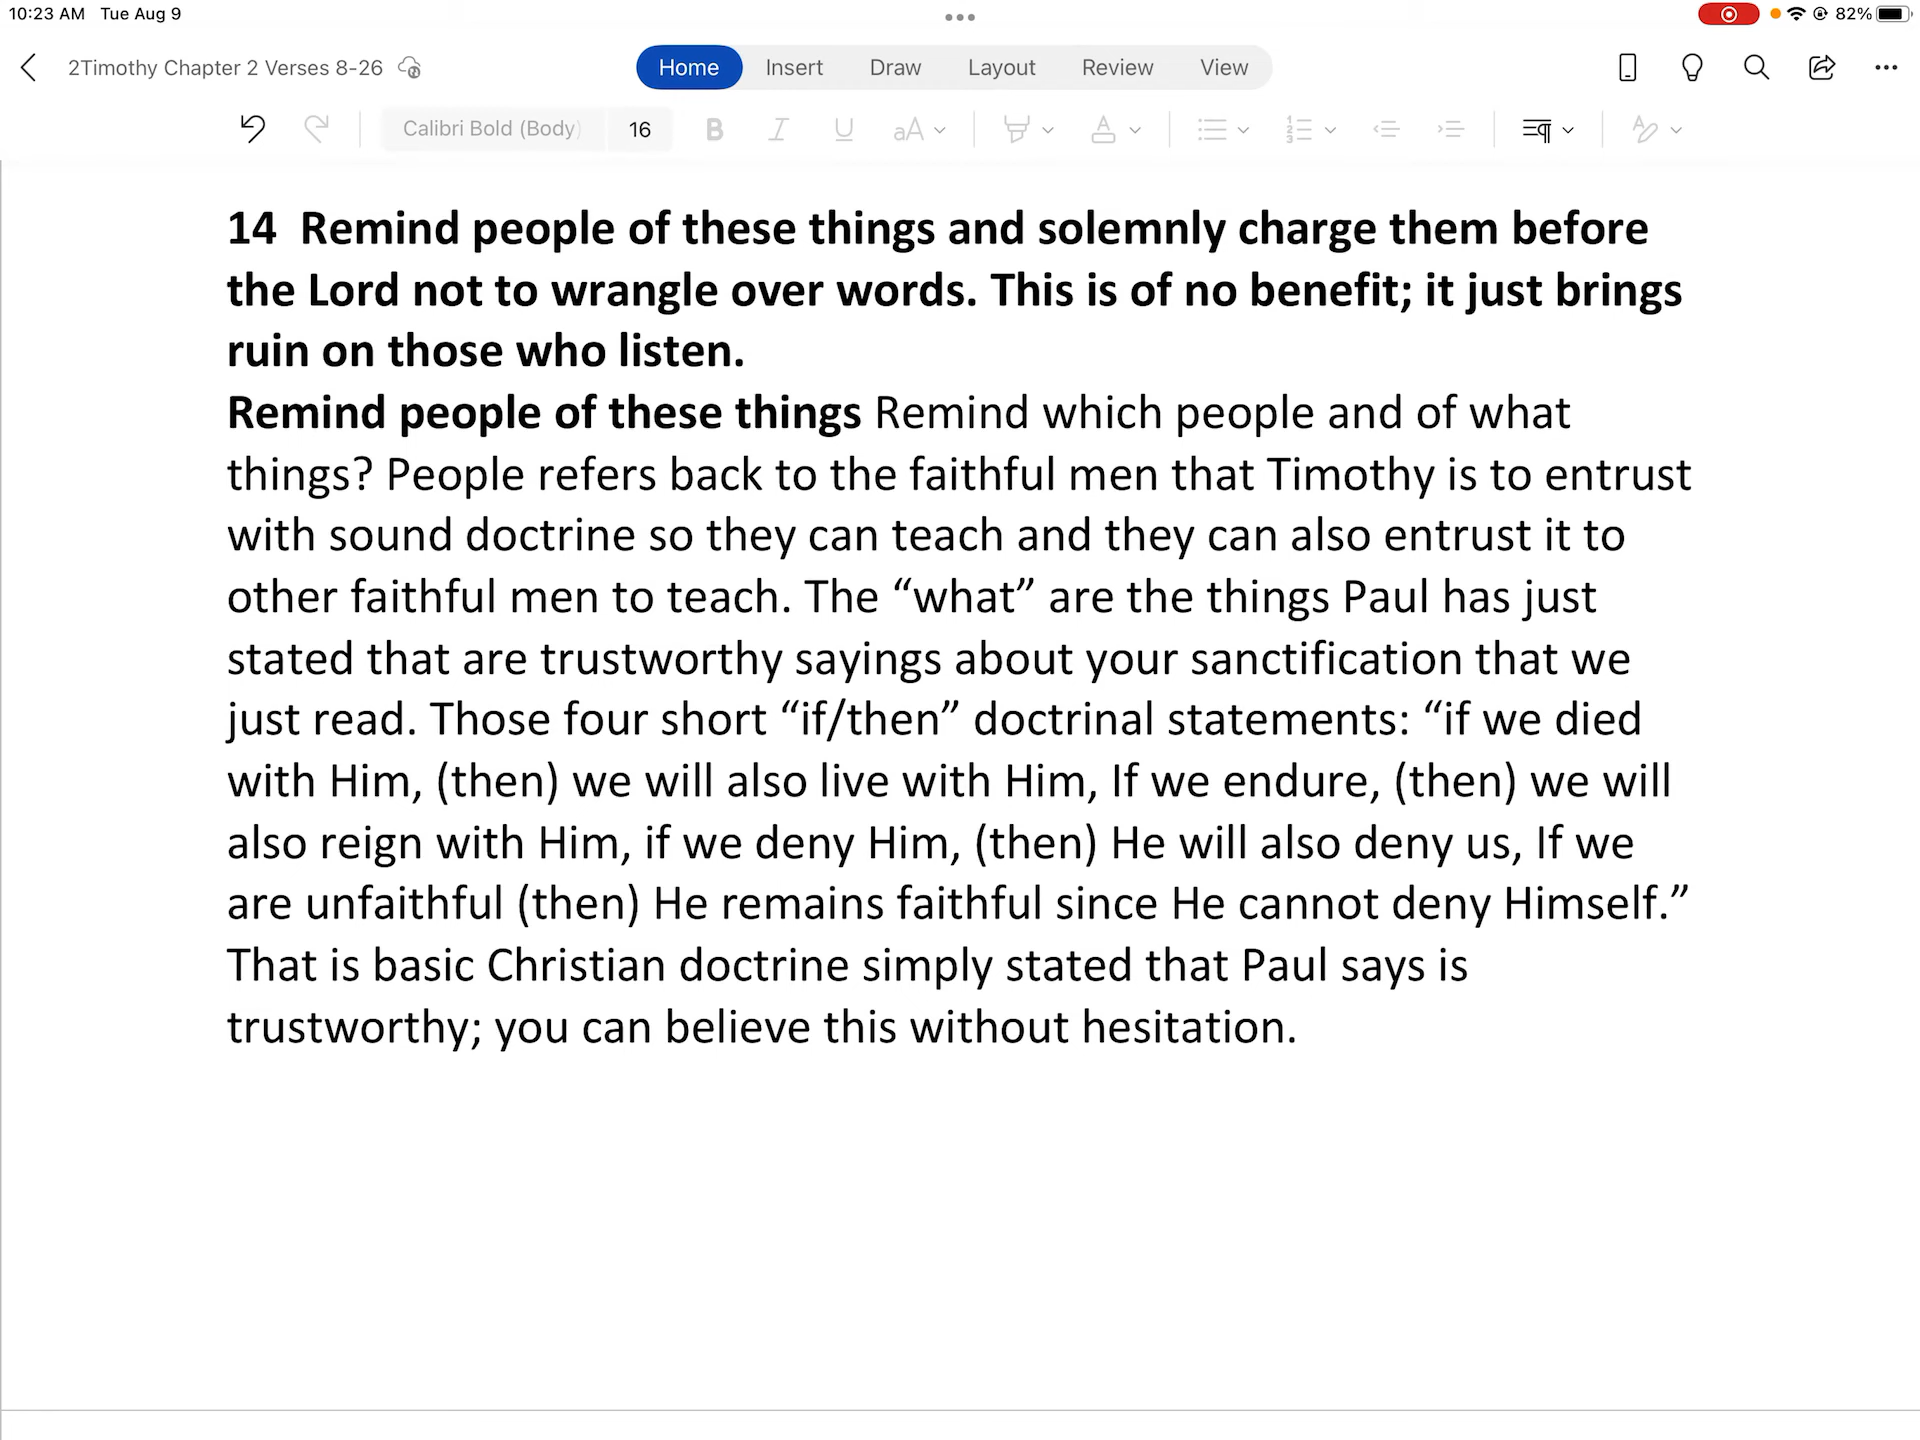 10:23 AM Tue Aug 9
82%
2Timothy Chapter 2 Verses 8-26
Home Insert Draw Layout Review View
Calibri Bold (Body) 16 B I U aA A
14 Remind people of these things and solemnly charge them before
the Lord not to wrangle over words. This is of no benefit; it just brings
ruin on those who listen.
Remind people of these things Remind which people and of what
things? People refers back to the faithful men that Timothy is to entrust
with sound doctrine so they can teach and they can also entrust it to
other faithful men to teach. The “what” are the things Paul has just
stated that are trustworthy sayings about your sanctification that we
just read. Those four short “if/then” doctrinal statements: “if we died
with Him, (then) we will also live with Him, If we endure, (then) we will
also reign with Him, if we deny Him, (then) He will also deny us, If we
are unfaithful (then) He remains faithful since He cannot deny Himself.”
That is basic Christian doctrine simply stated that Paul says is
trustworthy; you can believe this without hesitation.